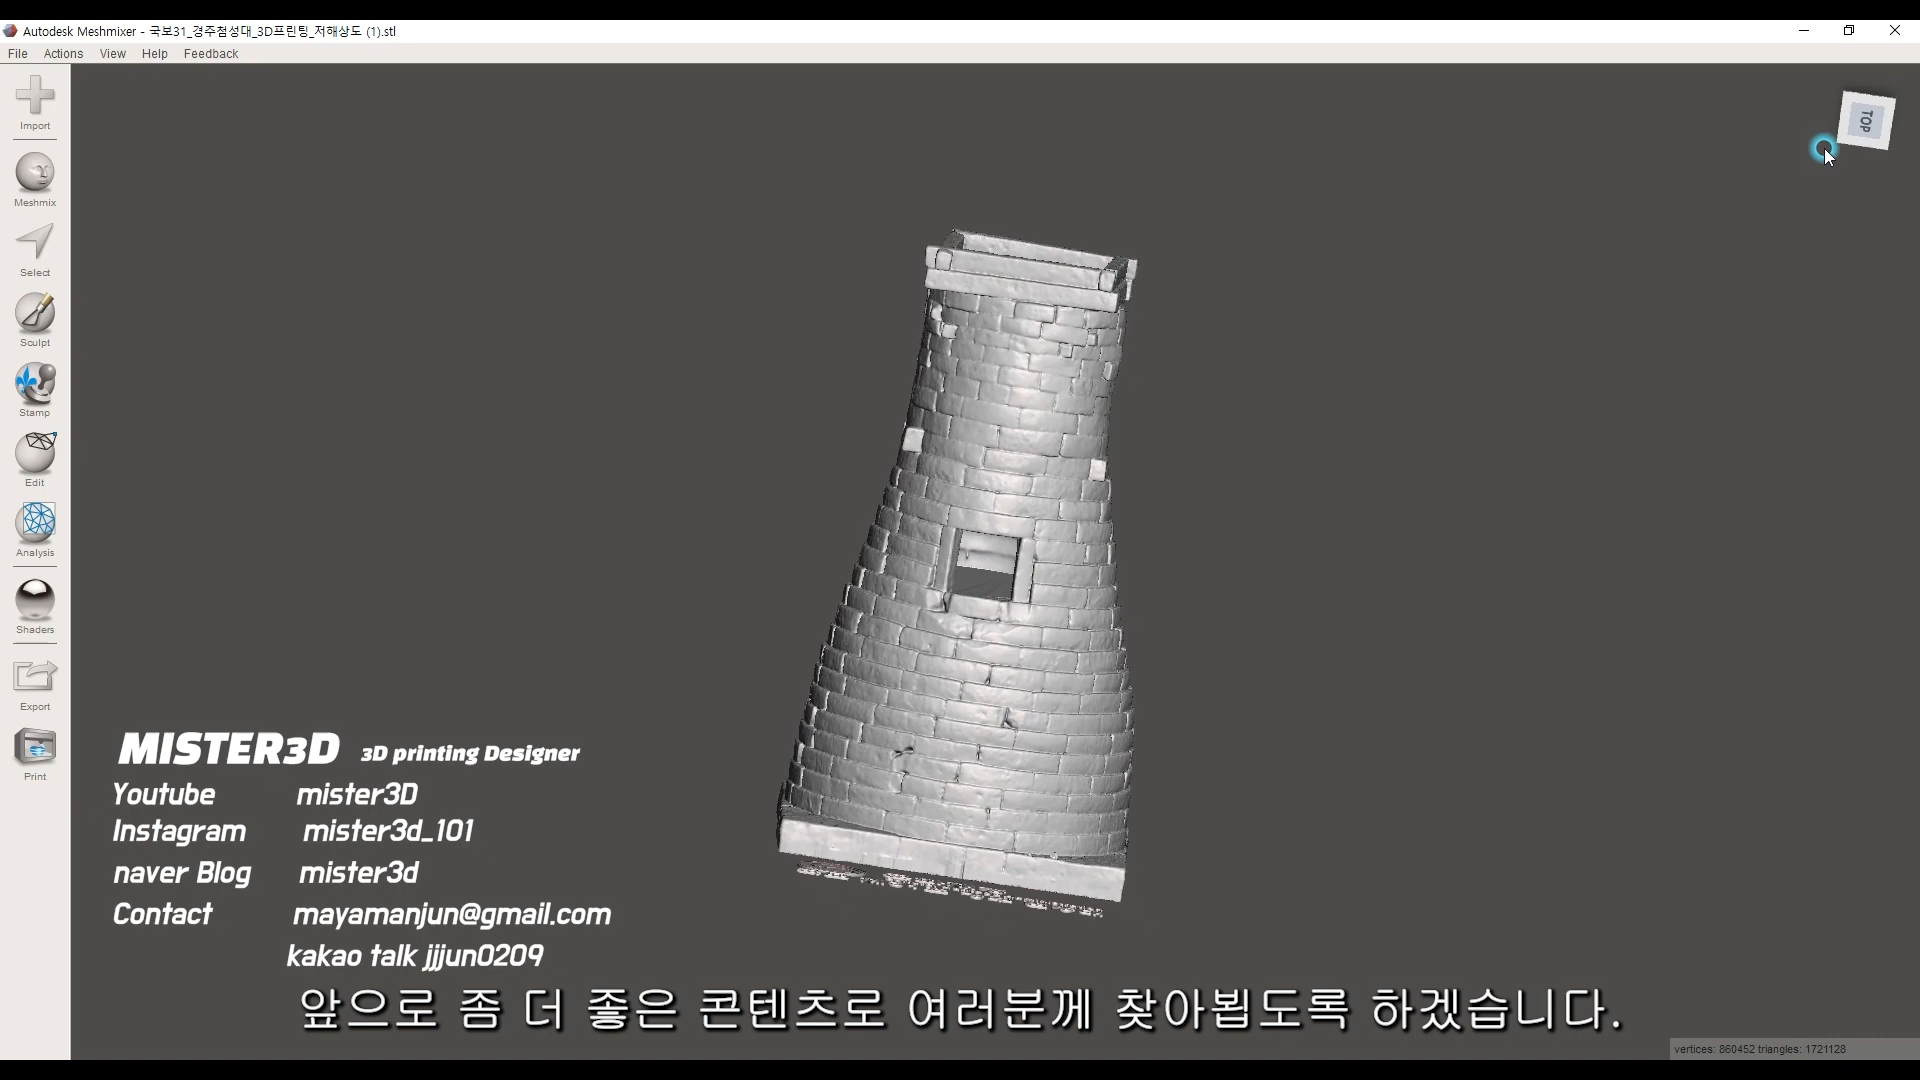 Autodesk Meshmixer - 국보31_경주첨성대_3D프린팅_저해상도 (1).stl
File Actions View Help Feedback
TOP
Import
Meshmix
Select
Sculpt
Stamp
Edit
Analysis
Shaders
Export
Print
MISTER3D 3D printing Designer
Youtube mister3D
Instagram mister3d_101
naver Blog mister3d
Contact mayamanjun@gmail.com
kakao talk jjjun0209
앞으로 좀 더 좋은 콘텐츠로 여러분께 찾아뵙도록 하겠습니다.
vertices: 860452 triangles: 1721128